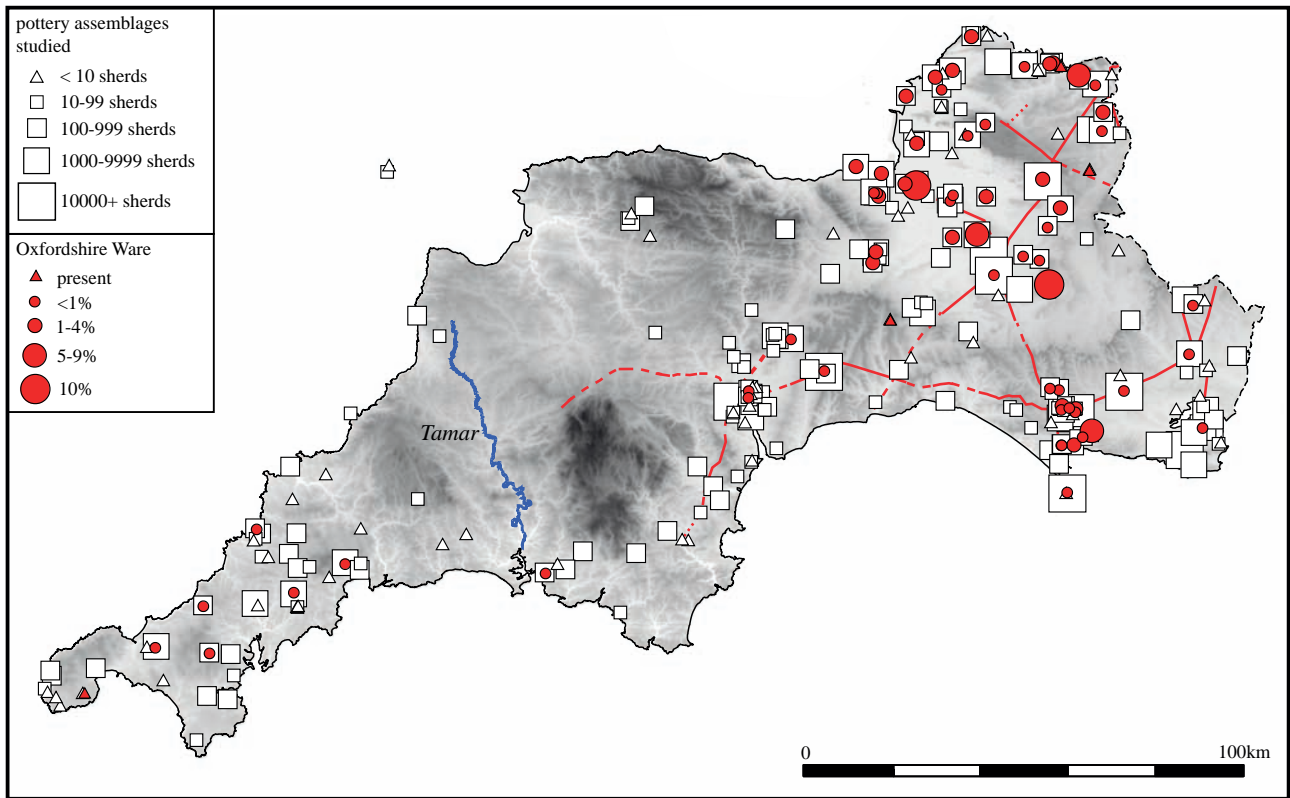 pottery assemblages
studied
< 10 sherds
10-99 sherds
100-999 sherds
1000-9999 sherds
10000+ sherds
Oxfordshire Ware
present
<1%
1-4%
5-9%
10%
Tamar
0 100km